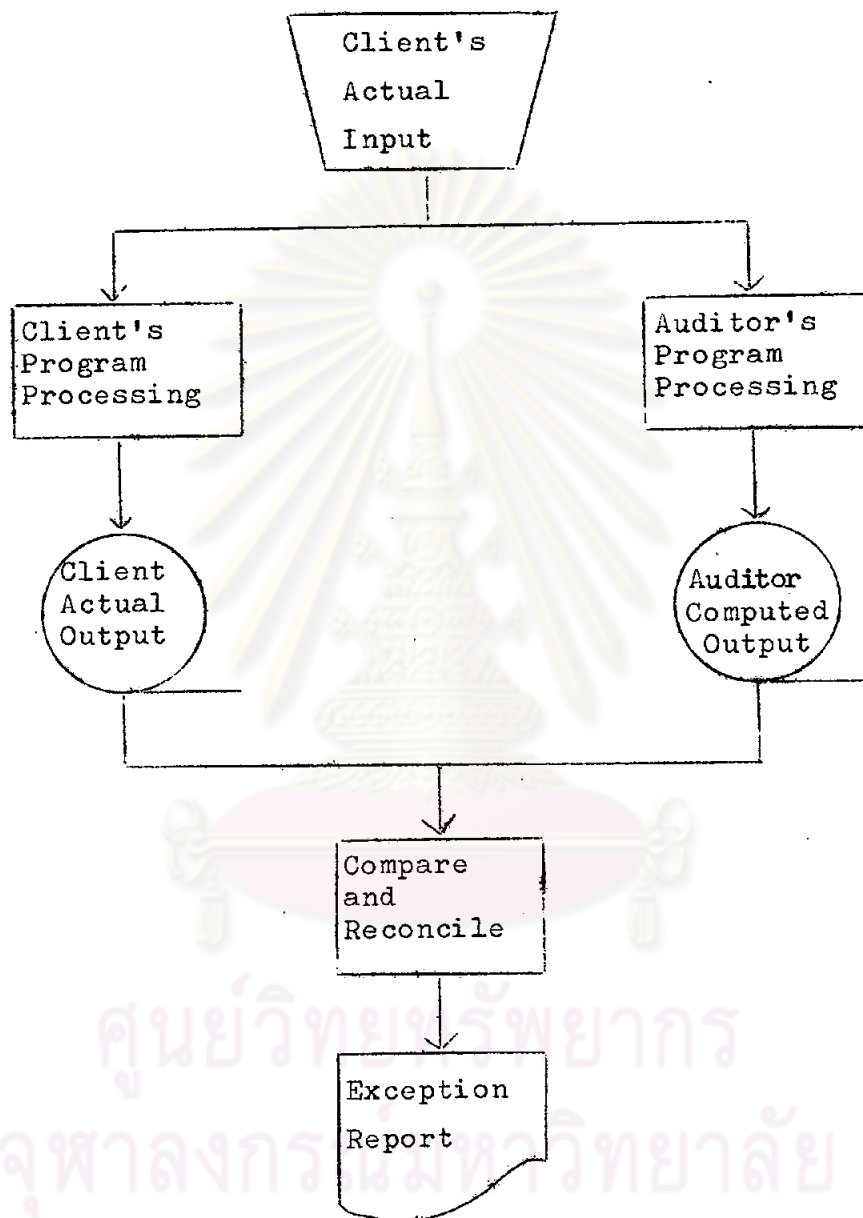 Client's
Actual
Input
Client's
Program
Processing
Auditor's
Program
Processing
Client
Actual
Output
Auditor
Computed
Output
Compare
and
Reconcile
Exception
Report
ศูนย์วิทยทรัพยากร
จุฬาลงกรณ์มหาวิทยาลัย